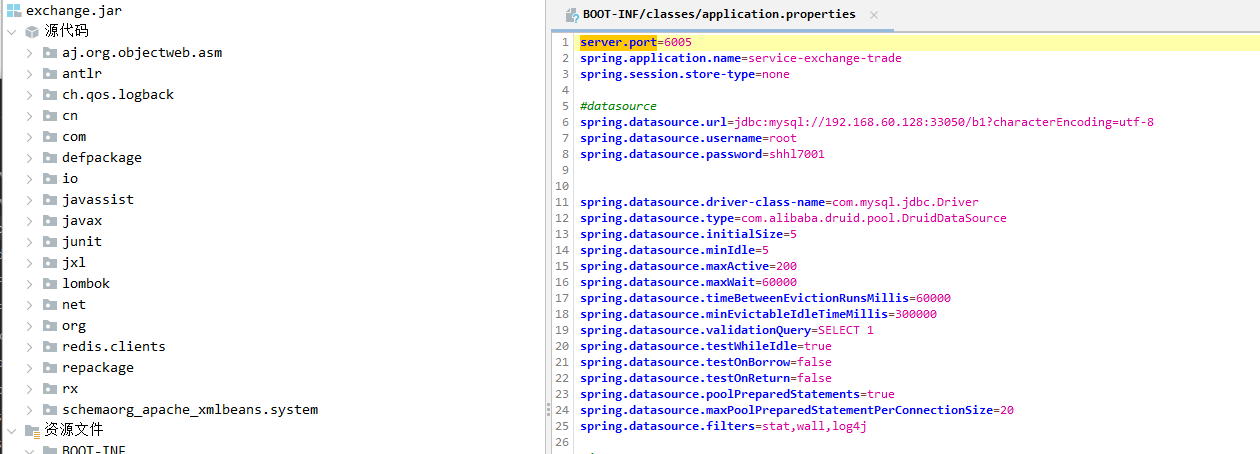 exchange.jar
源代码
aj.org.objectweb.asm
antlr
ch.qos.logback
cn
com
defpackage
io
javassist
javax
junit
jxl
lombok
net
org
redis.clients
repackage
rx
schemaorg_apache_xmlbeans.system
资源文件
BOOT-INF
BOOT-INF/classes/application.properties
1 server.port=6005
2 spring.application.name=service-exchange-trade
3 spring.session.store-type=none
4
5 #datasource
6 spring.datasource.url=jdbc:mysql://192.168.60.128:33050/b1?characterEncoding=utf-8
7 spring.datasource.username=root
8 spring.datasource.password=shhl7001
9
10
11 spring.datasource.driver-class-name=com.mysql.jdbc.Driver
12 spring.datasource.type=com.alibaba.druid.pool.DruidDataSource
13 spring.datasource.initialSize=5
14 spring.datasource.minIdle=5
15 spring.datasource.maxActive=200
16 spring.datasource.maxWait=60000
17 spring.datasource.timeBetweenEvictionRunsMillis=60000
18 spring.datasource.minEvictableIdleTimeMillis=300000
19 spring.datasource.validationQuery=SELECT 1
20 spring.datasource.testWhileIdle=true
21 spring.datasource.testOnBorrow=false
22 spring.datasource.testOnReturn=false
23 spring.datasource.poolPreparedStatements=true
24 spring.datasource.maxPoolPreparedStatementPerConnectionSize=20
25 spring.datasource.filters=stat,wall,log4j
26